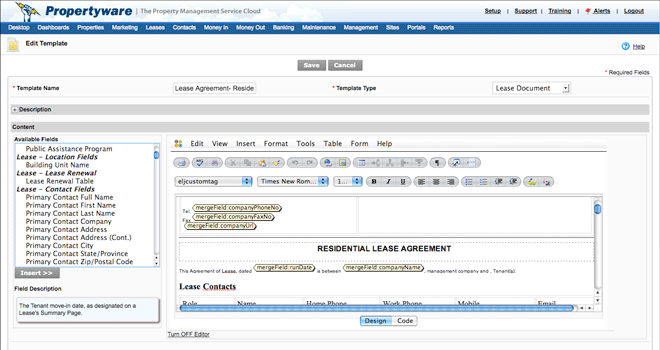 Propertyware | The Property Management Service Cloud
Setup | Support | Training | Alerts | Logout
Desktop Dashboards Properties Marketing Leases Contacts Money In Money Out Banking Maintenance Management Sites Portals Reports
Edit Template
Help
Save Cancel
* Required Fields
* Template Name Lease Agreement- Reside * Template Type Lease Document
Description
Content
Available Fields
Public Assistance Program
Lease - Location Fields
Building Unit Name
Lease - Lease Renewal
Lease Renewal Table
Lease - Contact Fields
Primary Contact Full Name
Primary Contact First Name
Primary Contact Last Name
Primary Contact Company
Primary Contact Address
Primary Contact Address (Cont.)
Primary Contact City
Primary Contact State/Province
Primary Contact Zip/Postal Code
Insert >>
Field Description
The Tenant move-in date, as designated on
a Lease's Summary Page.
Edit View Insert Format Tools Table Form Help
eljcustomtag Times New Rom... 1... B I U
Tel. mergeField:companyPhoneNo
Fax mergeField:companyFaxNo
mergeField:companyUrl
RESIDENTIAL LEASE AGREEMENT
This Agreement of Lease, dated mergeField:runDate is between mergeField:companyName, management company and , Tenant(s).
Lease Contacts
Role Name Home Phone Work Phone Mobile Email
Design Code
Turn OFF Editor